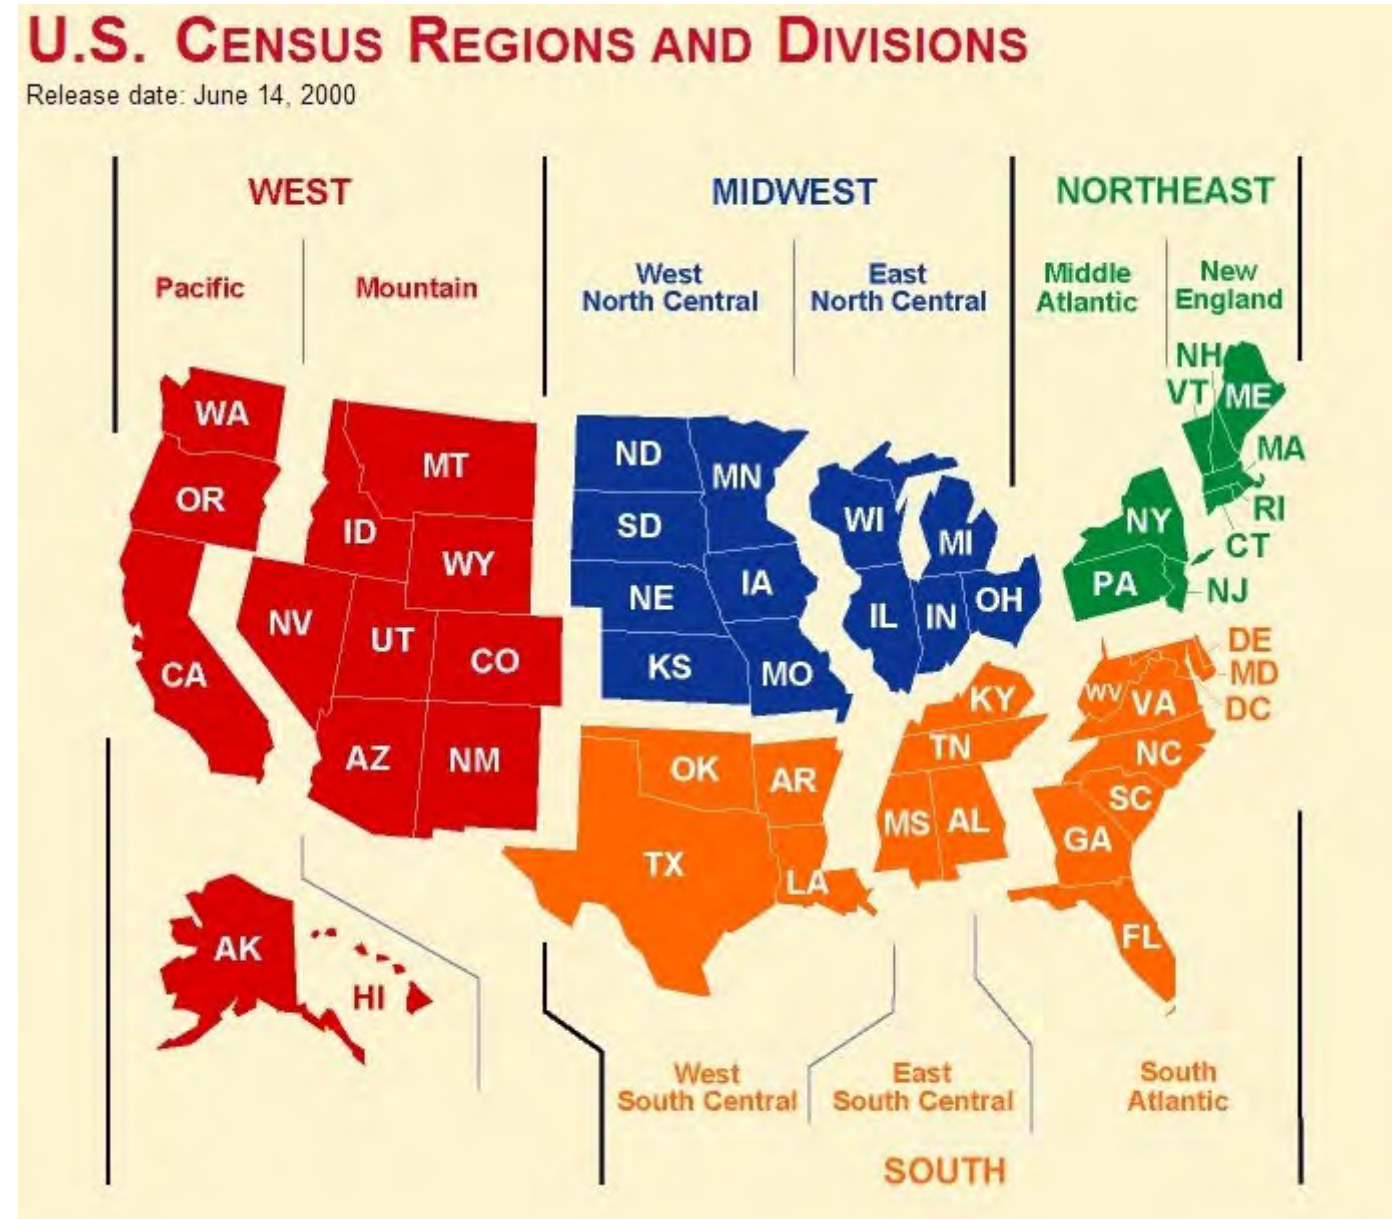 U.S. CENSUS REGIONS AND DIVISIONS
Release date: June 14, 2000
WEST
MIDWEST
NORTHEAST
Pacific
Mountain
West
North Central
East
North Central
Middle
Atlantic
New
England
NH
VT
ME
WA
MT
ND
MN
MA
OR
ID
SD
WI
MI
NY
RI
CT
WY
NE
IA
IL
IN
OH
PA
NJ
NV
UT
CO
KS
MO
DE
CA
MD
KY
WV
VA
DC
AZ
NM
OK
AR
TN
NC
SC
MS
AL
GA
TX
LA
AK
HI
FL
West
South Central
East
South Central
South
Atlantic
SOUTH